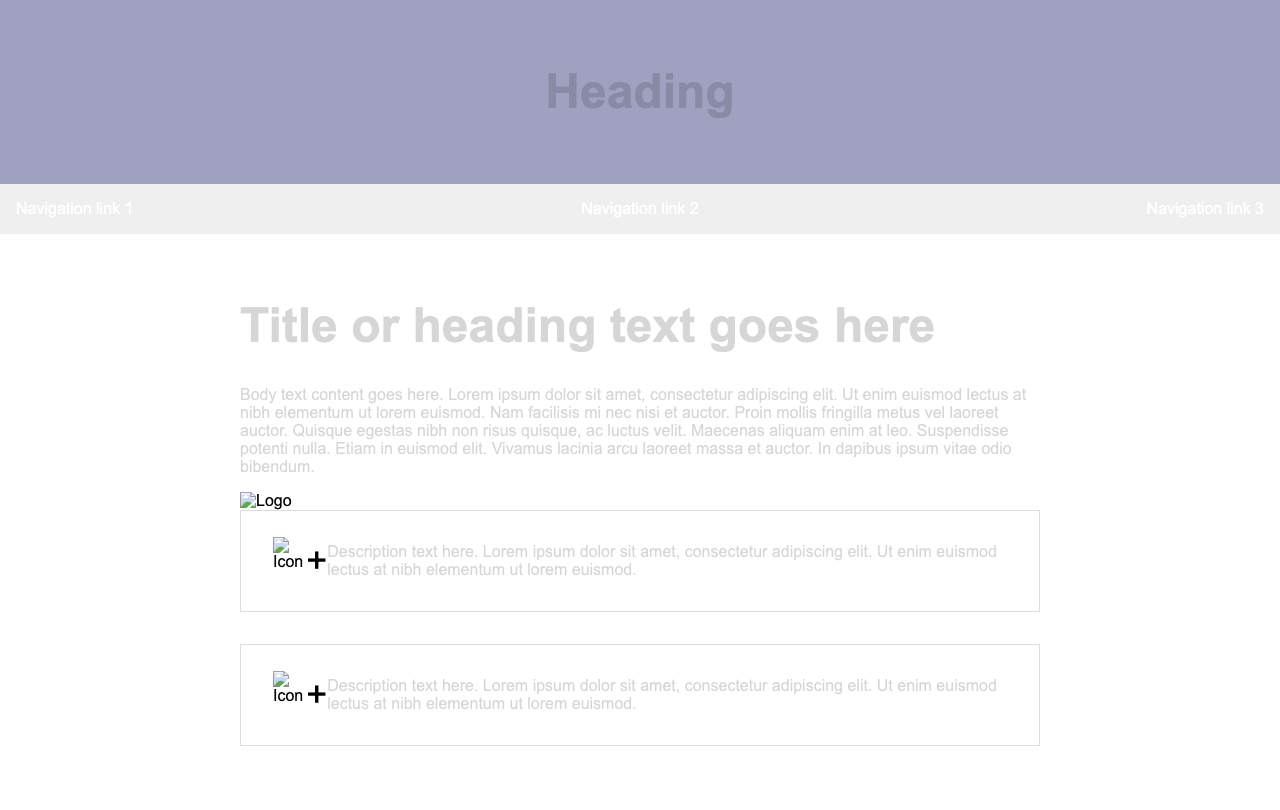 Heading
Navigation link 1 Navigation link 2 Navigation link 3
Title or heading text goes here
Body text content goes here. Lorem ipsum dolor sit amet, consectetur adipiscing elit. Ut enim euismod lectus at
nibh elementum ut lorem euismod. Nam facilisis mi nec nisi et auctor. Proin mollis fringilla metus vel laoreet
auctor. Quisque egestas nibh non risus quisque, ac luctus velit. Maecenas aliquam enim at leo. Suspendisse
potenti nulla. Etiam in euismod elit. Vivamus lacinia arcu laoreet massa et auctor. In dapibus ipsum vitae odio
bibendum.
Logo
Icon + Description text here. Lorem ipsum dolor sit amet, consectetur adipiscing elit. Ut enim euismod
lectus at nibh elementum ut lorem euismod.
Icon + Description text here. Lorem ipsum dolor sit amet, consectetur adipiscing elit. Ut enim euismod
lectus at nibh elementum ut lorem euismod.